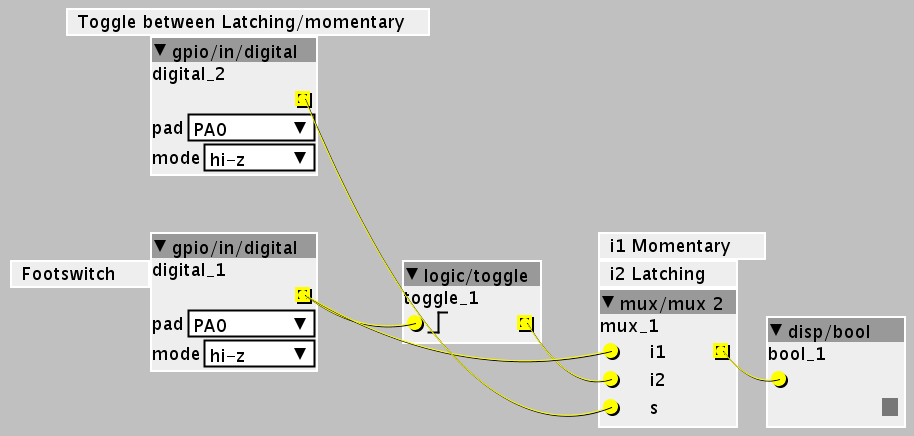 Toggle between Latching/momentary
gpio/in/digital
digital_2
pad PA0
mode hi-z
Footswitch
gpio/in/digital
digital_1
pad PA0
mode hi-z
logic/toggle
toggle_1
i1 Momentary
i2 Latching
mux/mux 2
mux_1
i1
i2
s
disp/bool
bool_1